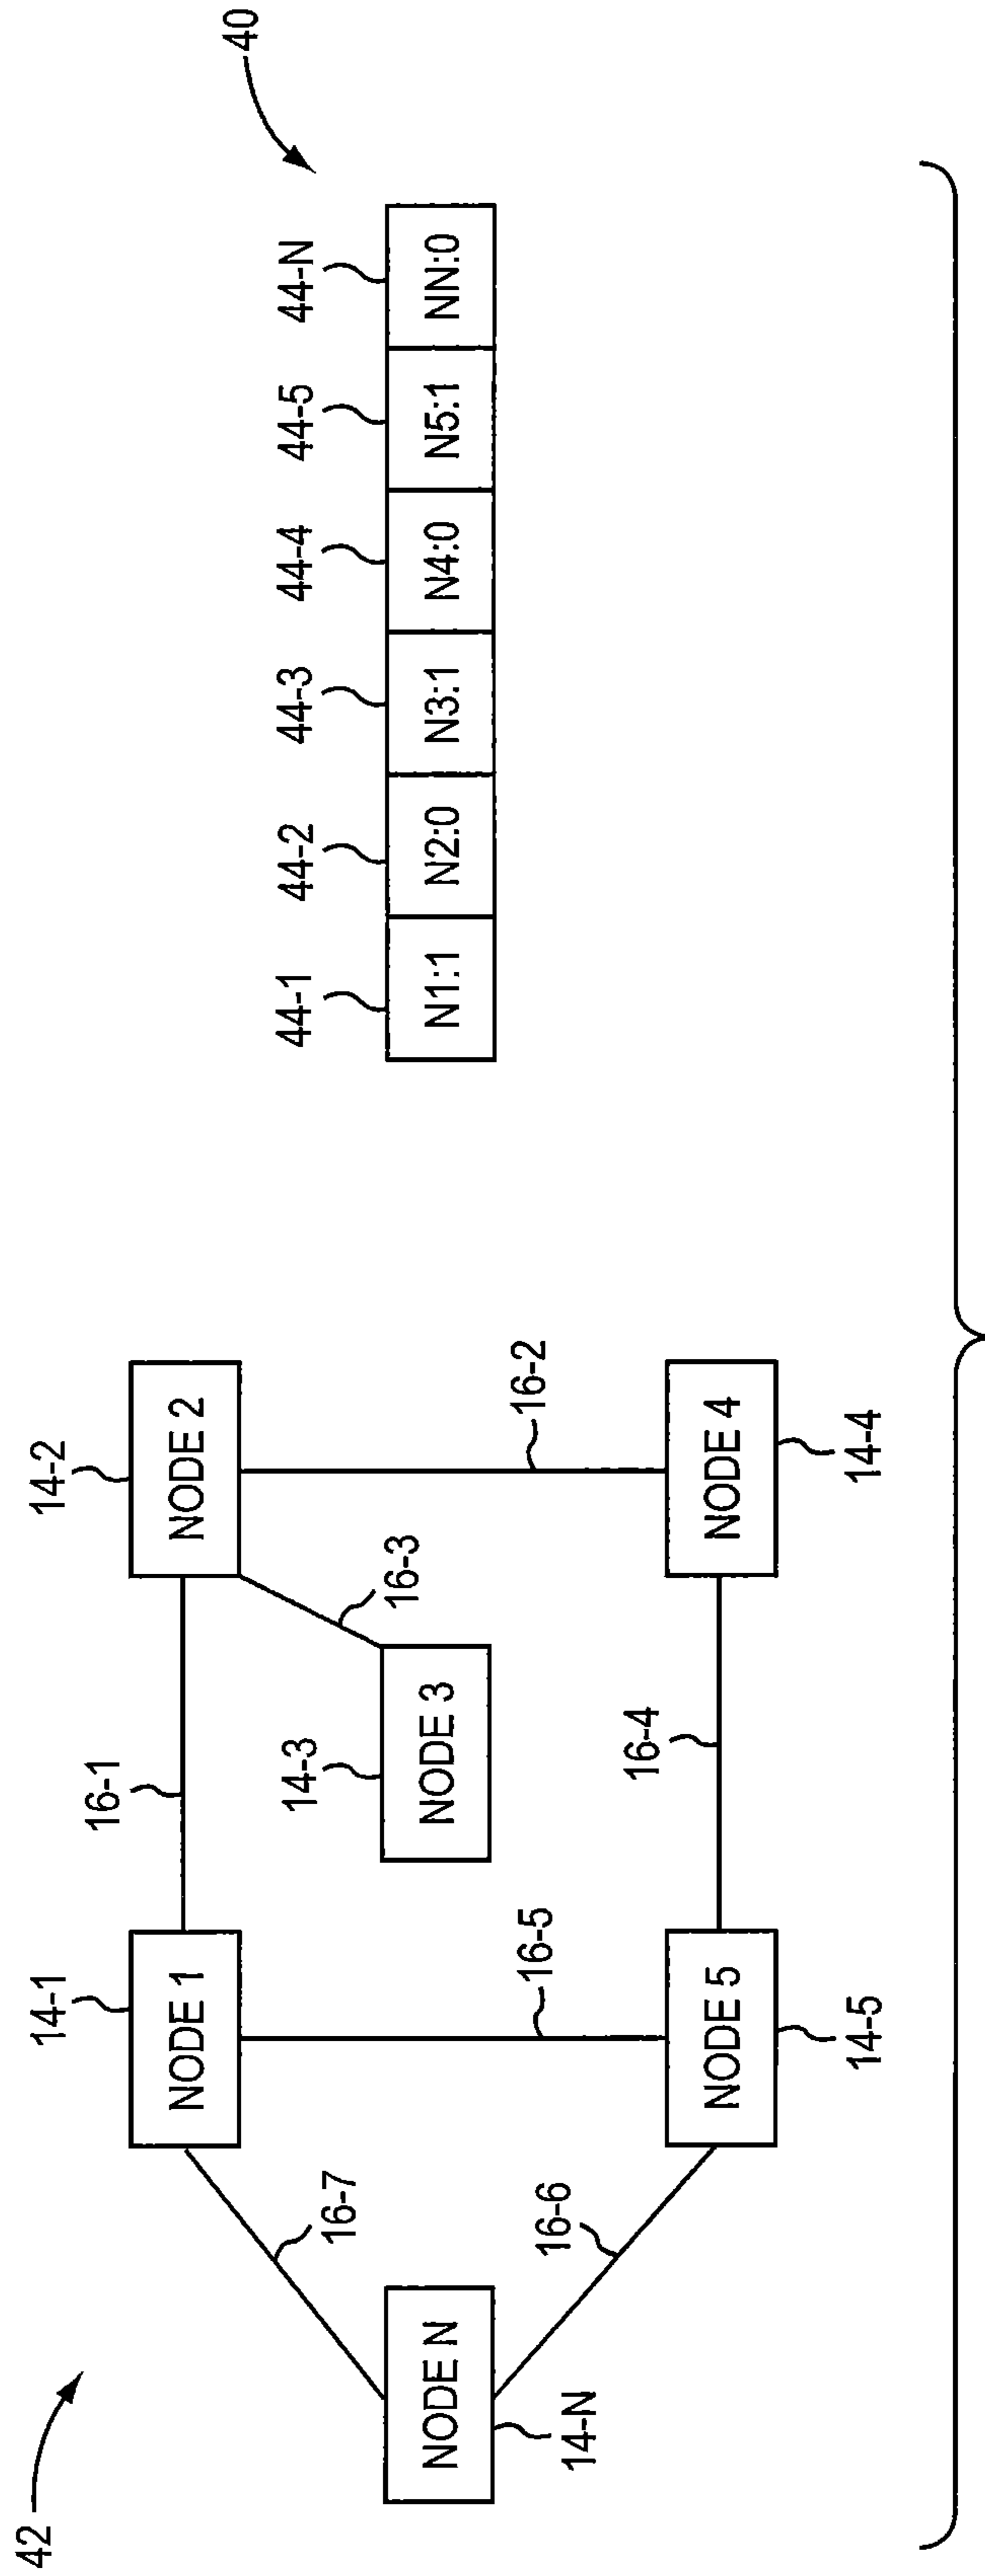 42
14-1
14-2
NODE 1
16-1
NODE 2
16-7
14-3
16-3
NODE N
NODE 3
14-N
16-5
16-2
16-6
16-4
NODE 5
NODE 4
14-5
14-4
40
44-1
44-2
44-3
44-4
44-5
44-N
N1:1
N2:0
N3:1
N4:0
N5:1
NN:0